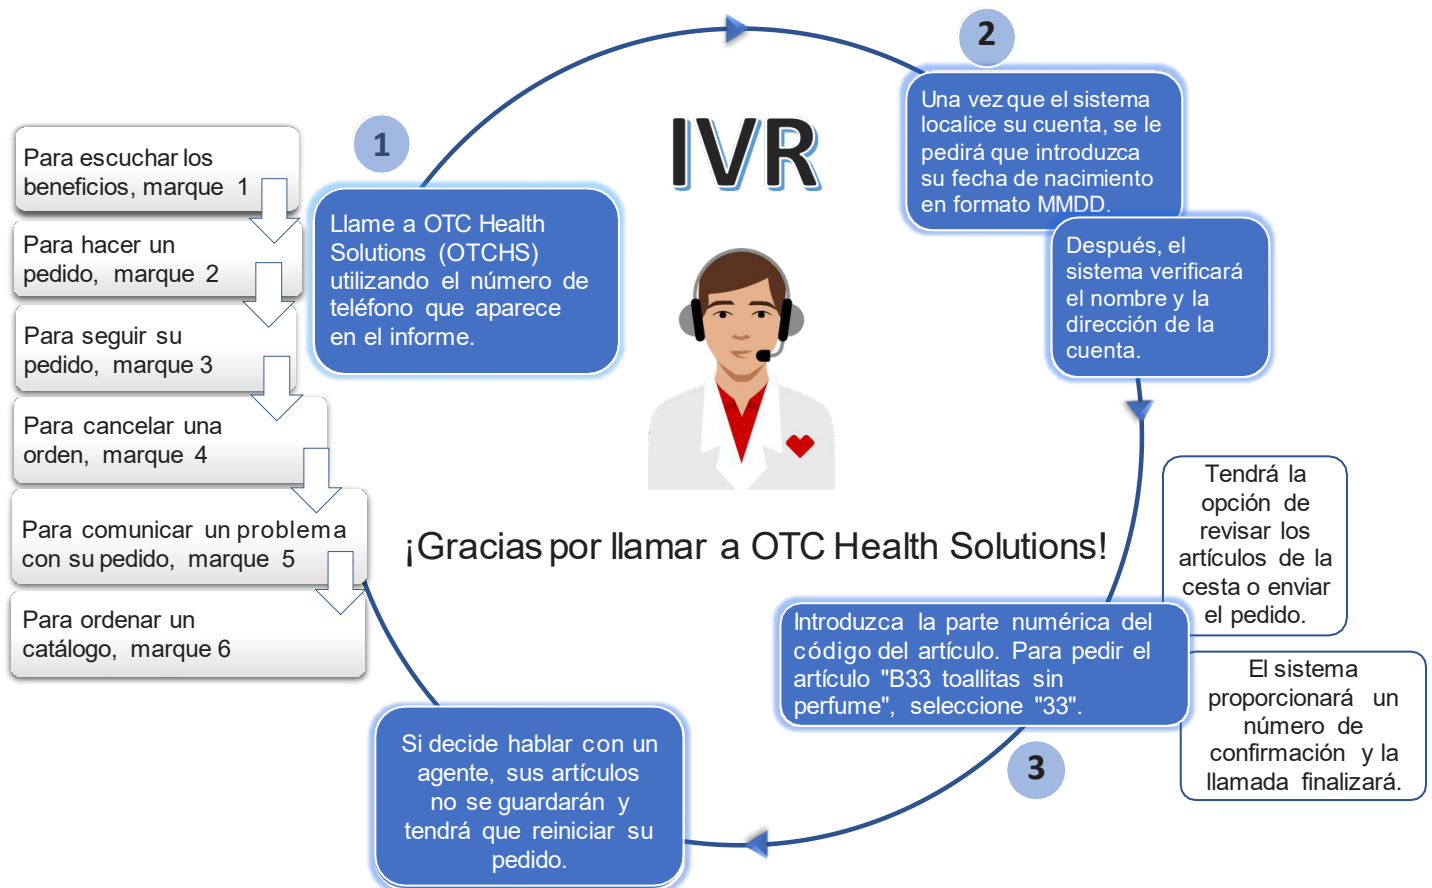 IVR
1
Llame a OTC Health
Solutions (OTCHS)
utilizando el número de
teléfono que aparece
en el informe.
Para escuchar los
beneficios, marque 1
Para hacer un
pedido, marque 2
Para seguir su
pedido, marque 3
Para cancelar una
orden, marque 4
Para comunicar un problema
con su pedido, marque 5
Para ordenar un
catálogo, marque 6
2
Una vez que el sistema
localice su cuenta, se le
pedirá que introduzca
su fecha de nacimiento
en formato MMDD.
Después, el
sistema verificará
el nombre y la
dirección de la
cuenta.
3
Introduzca la parte numérica del
código del artículo. Para pedir el
artículo "B33 toallitas sin
perfume", seleccione "33".
Tendrá la
opción de
revisar los
artículos de la
cesta o enviar
el pedido.
El sistema
proporcionará un
número de
confirmación y la
llamada finalizará.
Si decide hablar con un
agente, sus artículos
no se guardarán y
tendrá que reiniciar su
pedido.
¡Gracias por llamar a OTC Health Solutions!